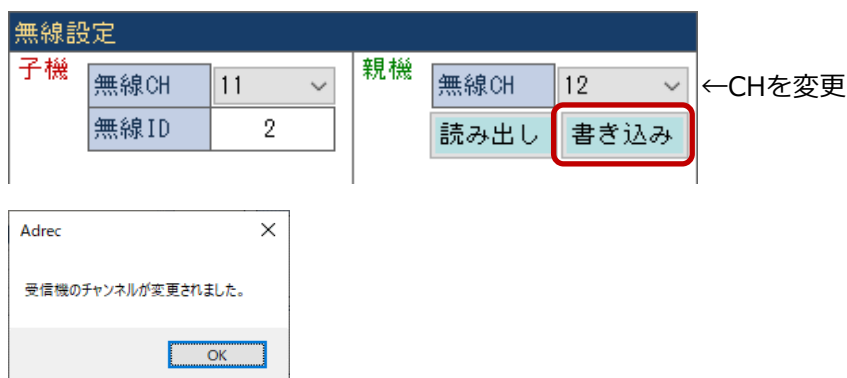 無線設定
子機 無線CH 11 親機 無線CH 12 ←CHを変更
無線ID 2 読み出し 書き込み
Adrec
受信機のチャンネルが変更されました。
OK